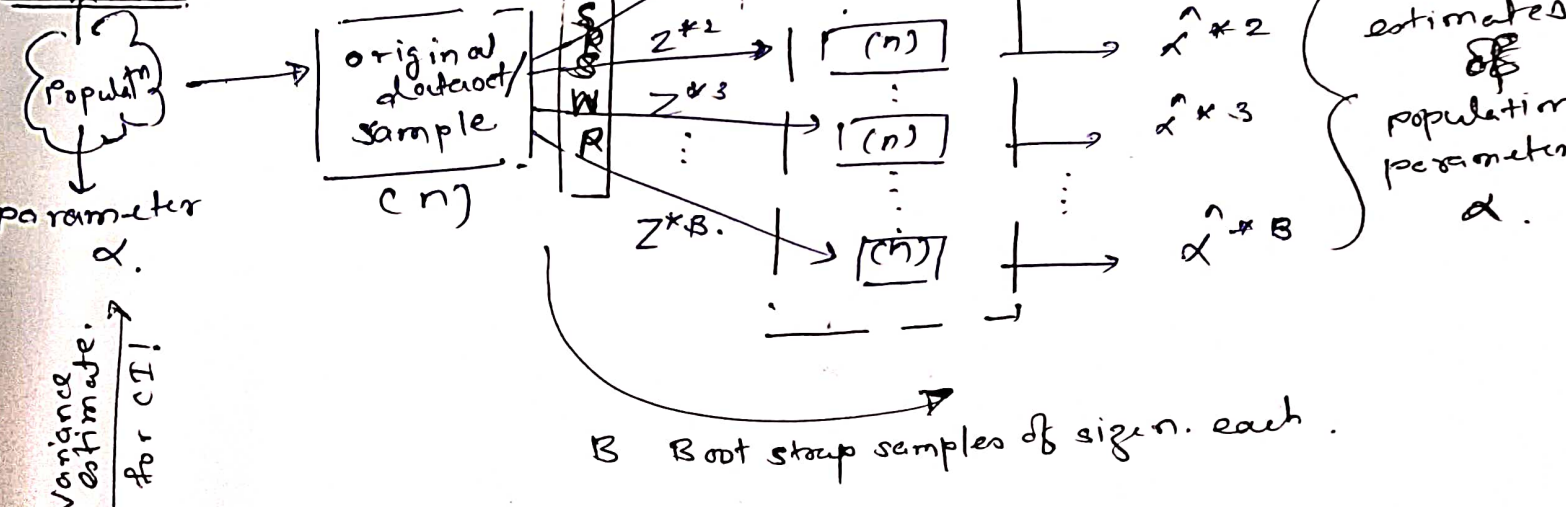 Populatn
parameter
α.
original
dataset/
sample
(n)
S
R
S
W
R
Z*2
Z*3
⋮
Z*B.
(n)
⋮
(n)
⋮
(n)
α̂*2
α̂*3
⋮
α̂*B
estimates
of
population
parameter
α.
variance
estimate.
for CI!
B Boot strap samples of size n. each.